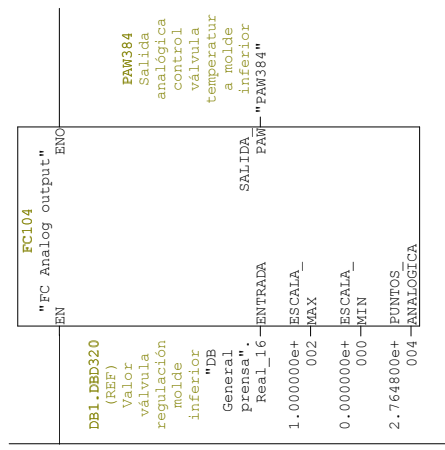 FC104
"FC Analog output"
EN
ENO
DB1.DBD320
(REF)
Valor
válvula
regulación
molde
inferior
"DB
General
prensa".
Real_16
ENTRADA
1.000000e+
002
ESCALA_
MAX
0.000000e+
000
ESCALA_
MIN
2.764800e+
004
PUNTOS_
ANALOGICA
SALIDA_
PAW
PAW384
Salida
analógica
control
válvula
temperatur
a molde
inferior
"PAW384"